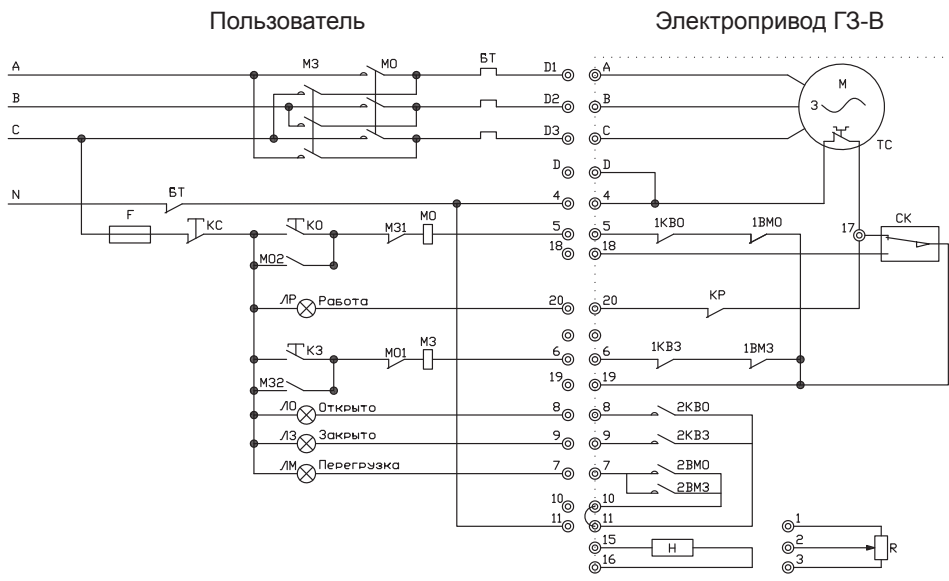 Пользователь Электропривод ГЗ-В
A МЗ МО БТ D1 A М
B D2 B 3
C D3 C ТС
D D
N БТ 4 4
F КС КО МЗ1 МО 5 5 1КВО 1ВМО 17 СК
МО2 18 18
ЛР Работа 20 20 КР
КЗ МО1 МЗ 6 6 1КВЗ 1ВМЗ
МЗ2 19 19
ЛО Открыто 8 8 2КВО
ЛЗ Закрыто 9 9 2КВЗ
ЛМ Перегрузка 7 7 2ВМО
2ВМЗ
10 10
11 11 1
15 Н 2 R
16 3